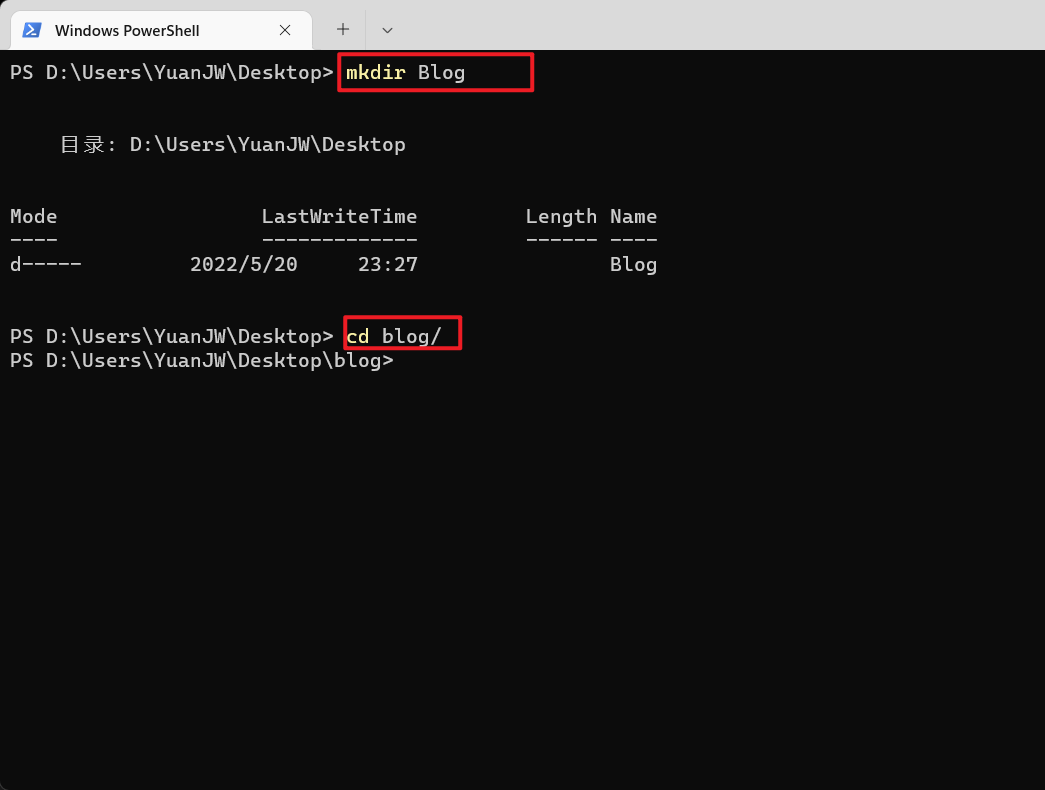 Windows PowerShell
PS D:\Users\YuanJW\Desktop> mkdir Blog
目录: D:\Users\YuanJW\Desktop
Mode                 LastWriteTime         Length Name
----                 -------------         ------ ----
d-----         2022/5/20     23:27                Blog
PS D:\Users\YuanJW\Desktop> cd blog/
PS D:\Users\YuanJW\Desktop\blog>